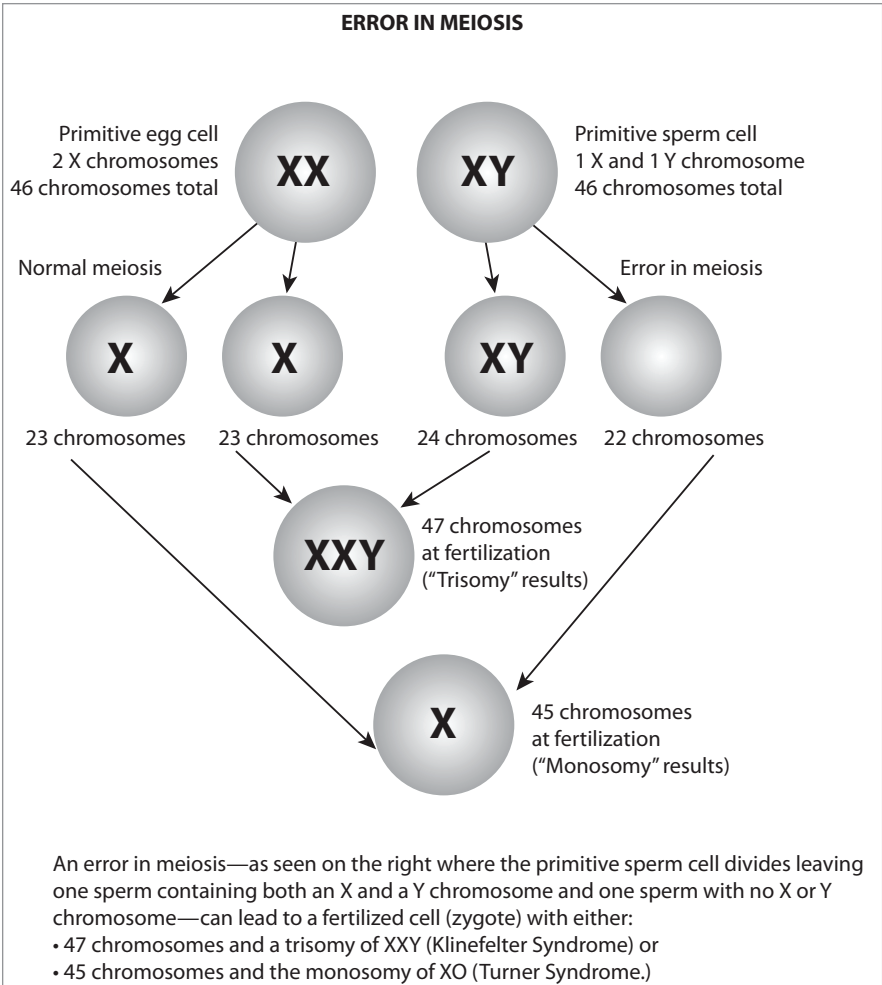 ERROR IN MEIOSIS
Primitive egg cell
2 X chromosomes
46 chromosomes total
XX
XY
Primitive sperm cell
1 X and 1 Y chromosome
46 chromosomes total
Normal meiosis
Error in meiosis
X
X
XY
23 chromosomes
23 chromosomes
24 chromosomes
22 chromosomes
XXY
47 chromosomes
at fertilization
(“Trisomy” results)
X
45 chromosomes
at fertilization
(“Monosomy” results)
An error in meiosis—as seen on the right where the primitive sperm cell divides leaving
one sperm containing both an X and a Y chromosome and one sperm with no X or Y
chromosome—can lead to a fertilized cell (zygote) with either:
• 47 chromosomes and a trisomy of XXY (Klinefelter Syndrome) or
• 45 chromosomes and the monosomy of XO (Turner Syndrome.)